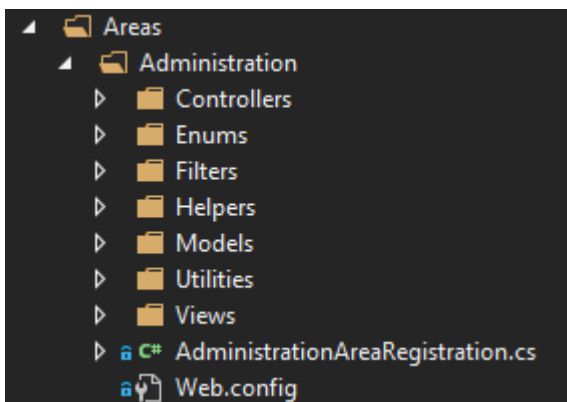 Areas
Administration
Controllers
Enums
Filters
Helpers
Models
Utilities
Views
C# AdministrationAreaRegistration.cs
Web.config